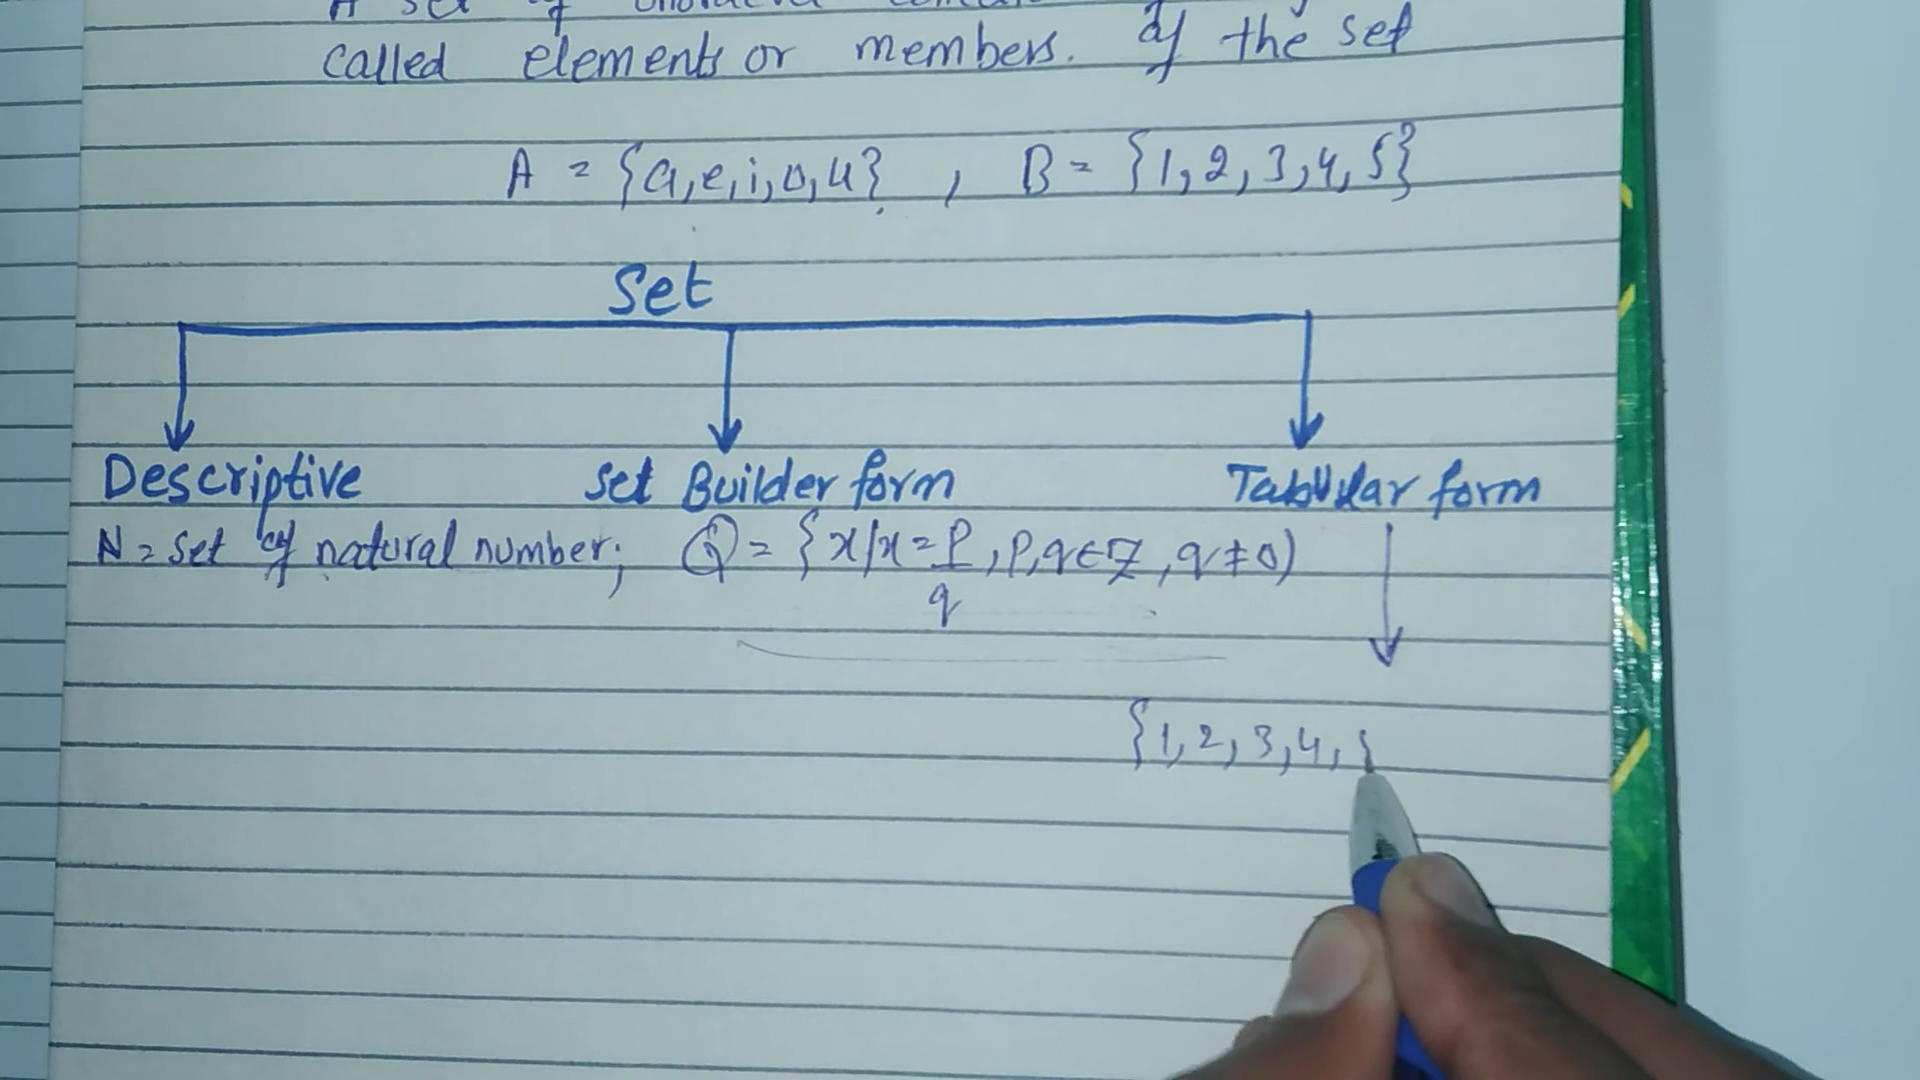 called elements or members. of the set
A = {a,e,i,o,u} , B = {1,2,3,4,5}
Set
Descriptive Set Builder form Tabular form
N = set of natural number; Q = {x/x = p/q , p,q ∈ Z , q ≠ 0)
{1,2,3,4,